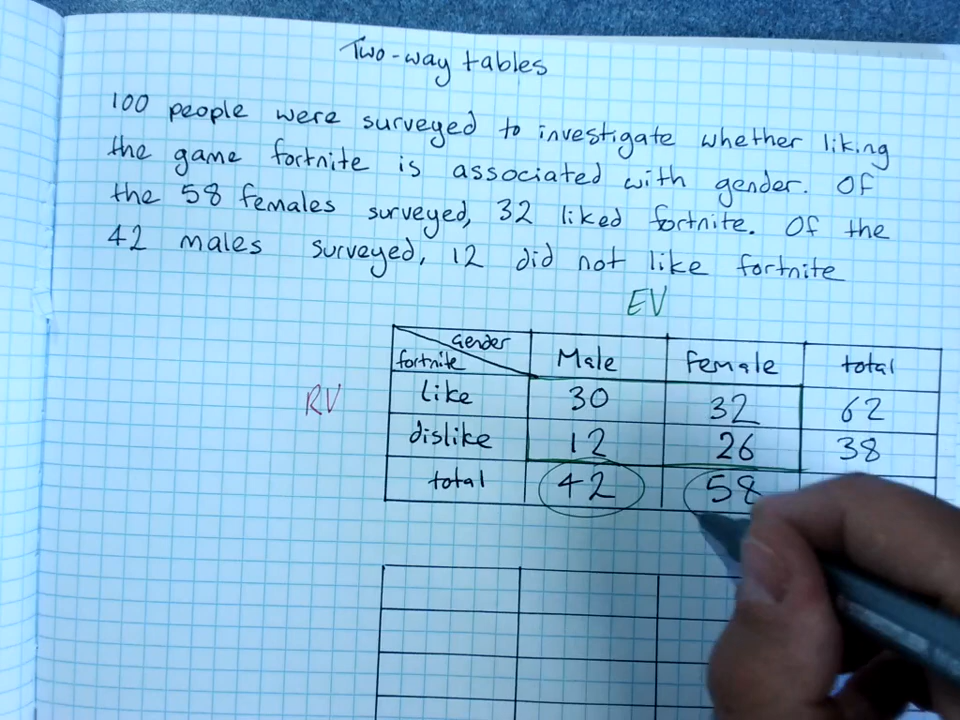 Two-way tables
100 people were surveyed to investigate whether liking
the game fortnite is associated with gender. Of
the 58 females surveyed, 32 liked fortnite. Of the
42 males surveyed, 12 did not like fortnite
EV
Gender
fortnite Male Female total
RV like 30 32 62
dislike 12 26 38
total 42 58